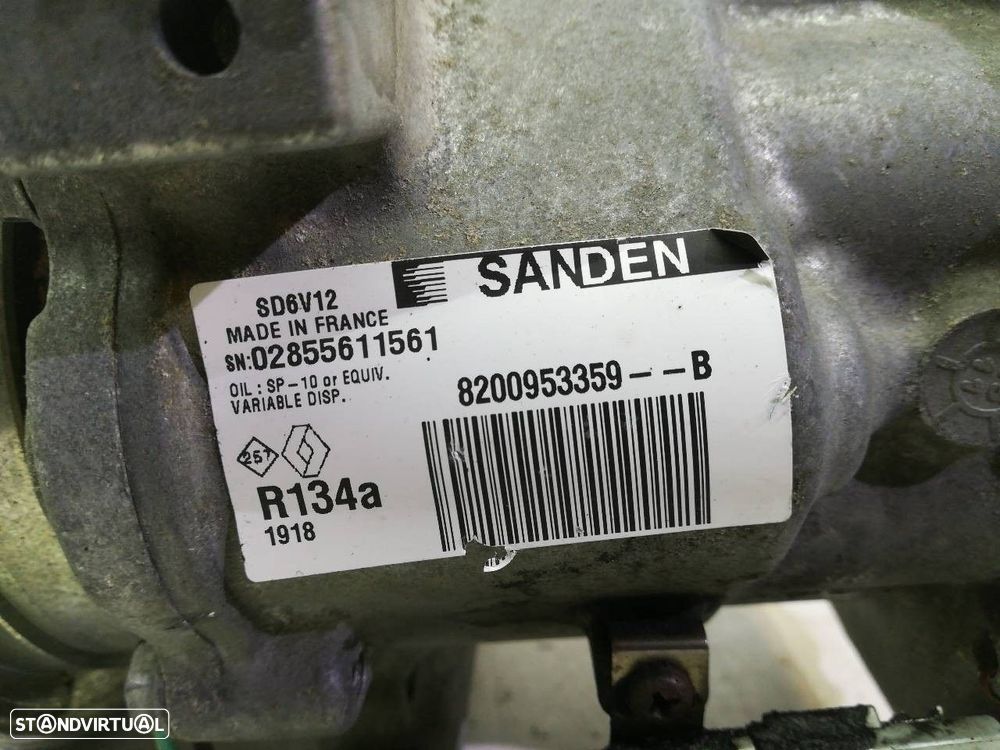 SANDEN
SD6V12
MADE IN FRANCE
SN:02855611561
OIL : SP-10 or EQUIV.
VARIABLE DISP.
8200953359--B
257
R134a
1918
STANDVIRTUAL